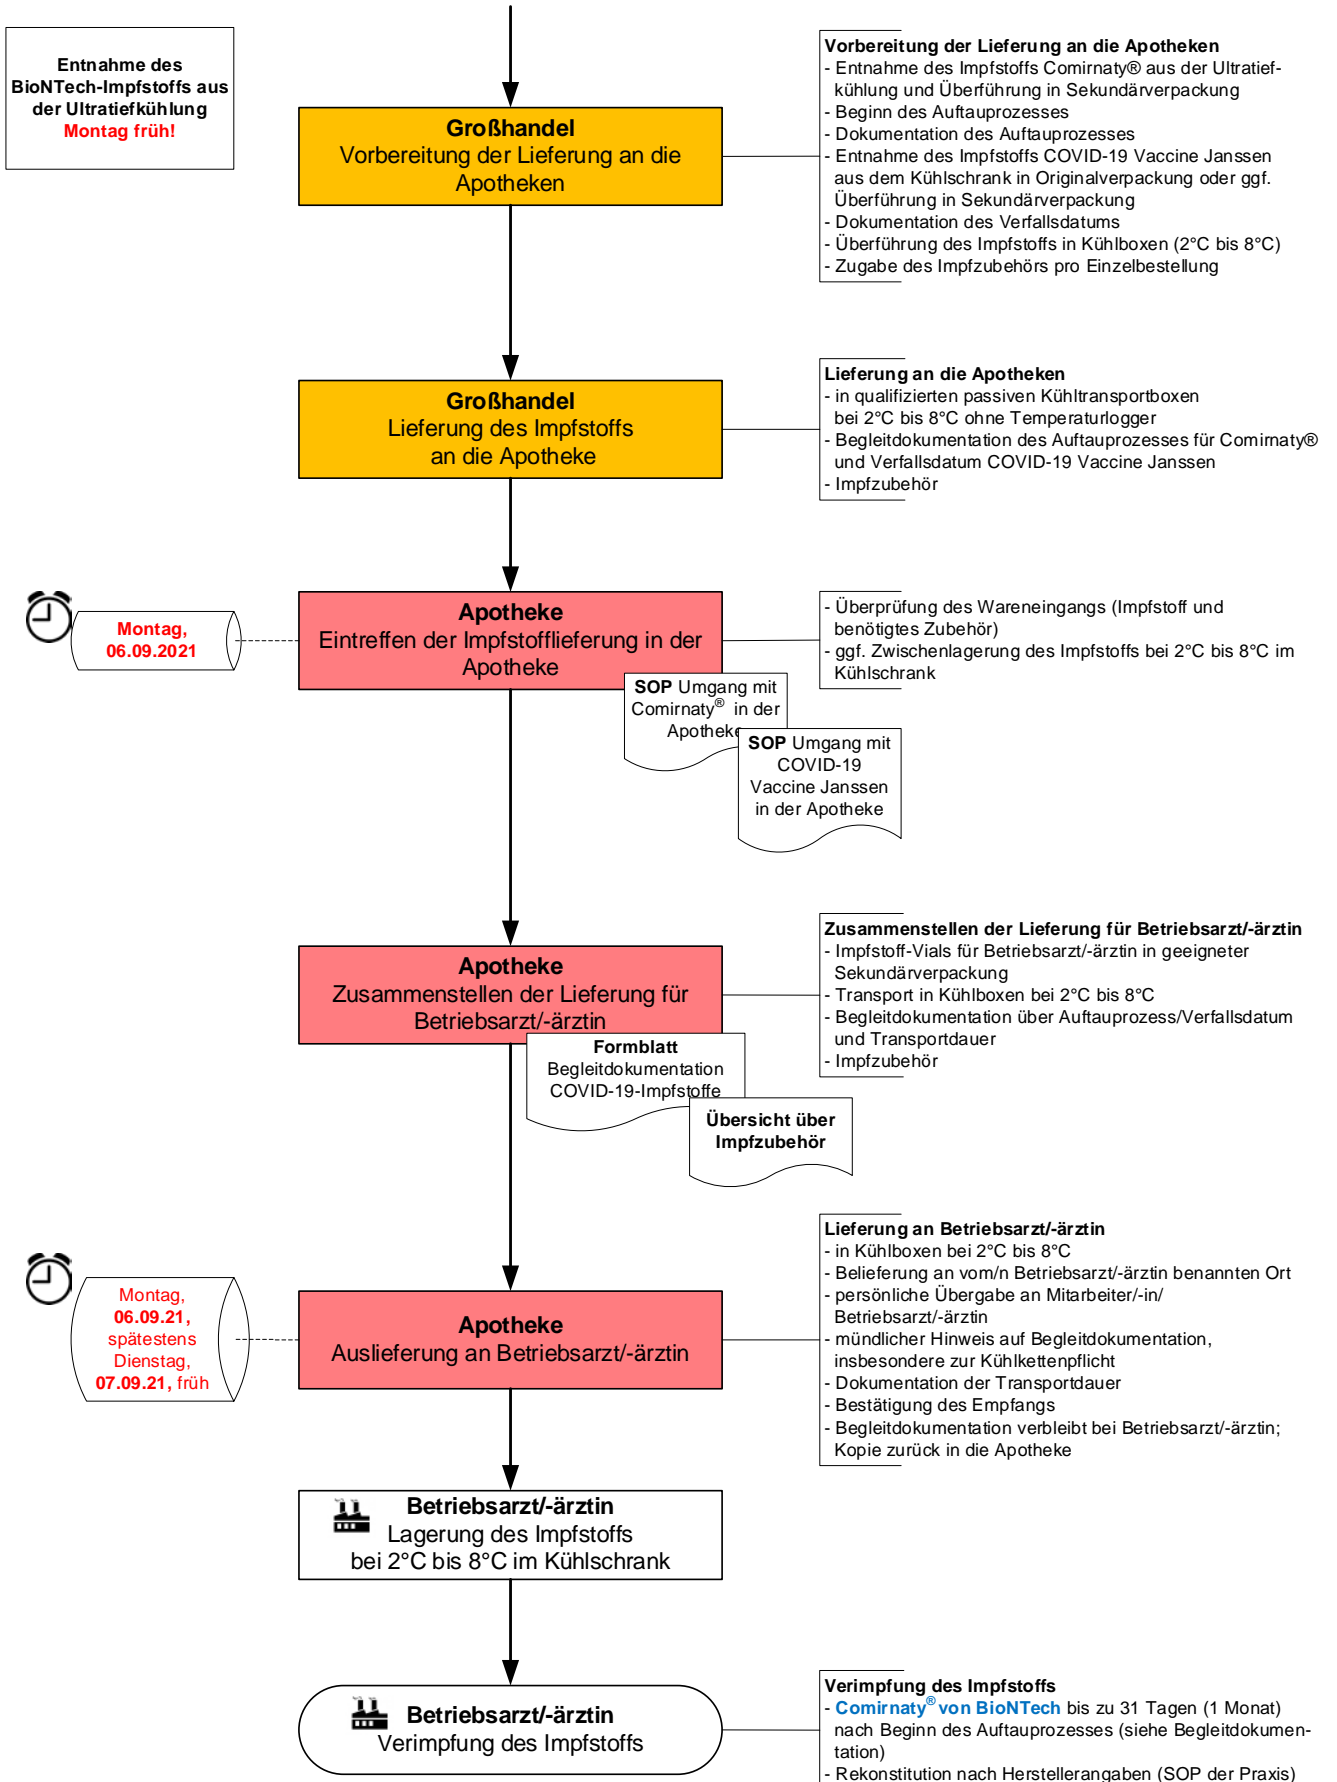 Entnahme des
BioNTech-Impfstoffs aus
der Ultratiefkühlung
Montag früh!
Großhandel
Vorbereitung der Lieferung an die
Apotheken
Vorbereitung der Lieferung an die Apotheken
- Entnahme des Impfstoffs Comirnaty® aus der Ultratief-
kühlung und Überführung in Sekundärverpackung
- Beginn des Auftauprozesses
- Dokumentation des Auftauprozesses
- Entnahme des Impfstoffs COVID-19 Vaccine Janssen
aus dem Kühlschrank in Originalverpackung oder ggf.
Überführung in Sekundärverpackung
- Dokumentation des Verfallsdatums
- Überführung des Impfstoffs in Kühlboxen (2°C bis 8°C)
- Zugabe des Impfzubehörs pro Einzelbestellung
Großhandel
Lieferung des Impfstoffs
an die Apotheke
Lieferung an die Apotheken
- in qualifizierten passiven Kühltransportboxen
bei 2°C bis 8°C ohne Temperaturlogger
- Begleitdokumentation des Auftauprozesses für Comirnaty®
und Verfallsdatum COVID-19 Vaccine Janssen
- Impfzubehör
Montag,
06.09.2021
Apotheke
Eintreffen der Impfstofflieferung in der
Apotheke
- Überprüfung des Wareneingangs (Impfstoff und
benötigtes Zubehör)
- ggf. Zwischenlagerung des Impfstoffs bei 2°C bis 8°C im
Kühlschrank
SOP Umgang mit
Comirnaty® in der
Apotheke
SOP Umgang mit
COVID-19
Vaccine Janssen
in der Apotheke
Apotheke
Zusammenstellen der Lieferung für
Betriebsarzt/-ärztin
Zusammenstellen der Lieferung für Betriebsarzt/-ärztin
- Impfstoff-Vials für Betriebsarzt/-ärztin in geeigneter
Sekundärverpackung
- Transport in Kühlboxen bei 2°C bis 8°C
- Begleitdokumentation über Auftauprozess/Verfallsdatum
und Transportdauer
- Impfzubehör
Formblatt
Begleitdokumentation
COVID-19-Impfstoffe
Übersicht über
Impfzubehör
Montag,
06.09.21,
spätestens
Dienstag,
07.09.21, früh
Apotheke
Auslieferung an Betriebsarzt/-ärztin
Lieferung an Betriebsarzt/-ärztin
- in Kühlboxen bei 2°C bis 8°C
- Belieferung an vom/n Betriebsarzt/-ärztin benannten Ort
- persönliche Übergabe an Mitarbeiter/-in/
Betriebsarzt/-ärztin
- mündlicher Hinweis auf Begleitdokumentation,
insbesondere zur Kühlkettenpflicht
- Dokumentation der Transportdauer
- Bestätigung des Empfangs
- Begleitdokumentation verbleibt bei Betriebsarzt/-ärztin;
Kopie zurück in die Apotheke
Betriebsarzt/-ärztin
Lagerung des Impfstoffs
bei 2°C bis 8°C im Kühlschrank
Betriebsarzt/-ärztin
Verimpfung des Impfstoffs
Verimpfung des Impfstoffs
- Comirnaty® von BioNTech bis zu 31 Tagen (1 Monat)
nach Beginn des Auftauprozesses (siehe Begleitdokumen-
tation)
- Rekonstitution nach Herstellerangaben (SOP der Praxis)